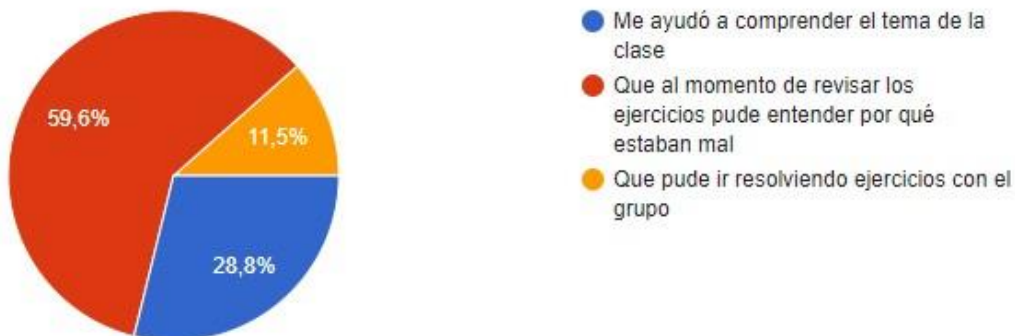 59,6%
11,5%
28,8%
Me ayudó a comprender el tema de la
clase
Que al momento de revisar los
ejercicios pude entender por qué
estaban mal
Que pude ir resolviendo ejercicios con el
grupo